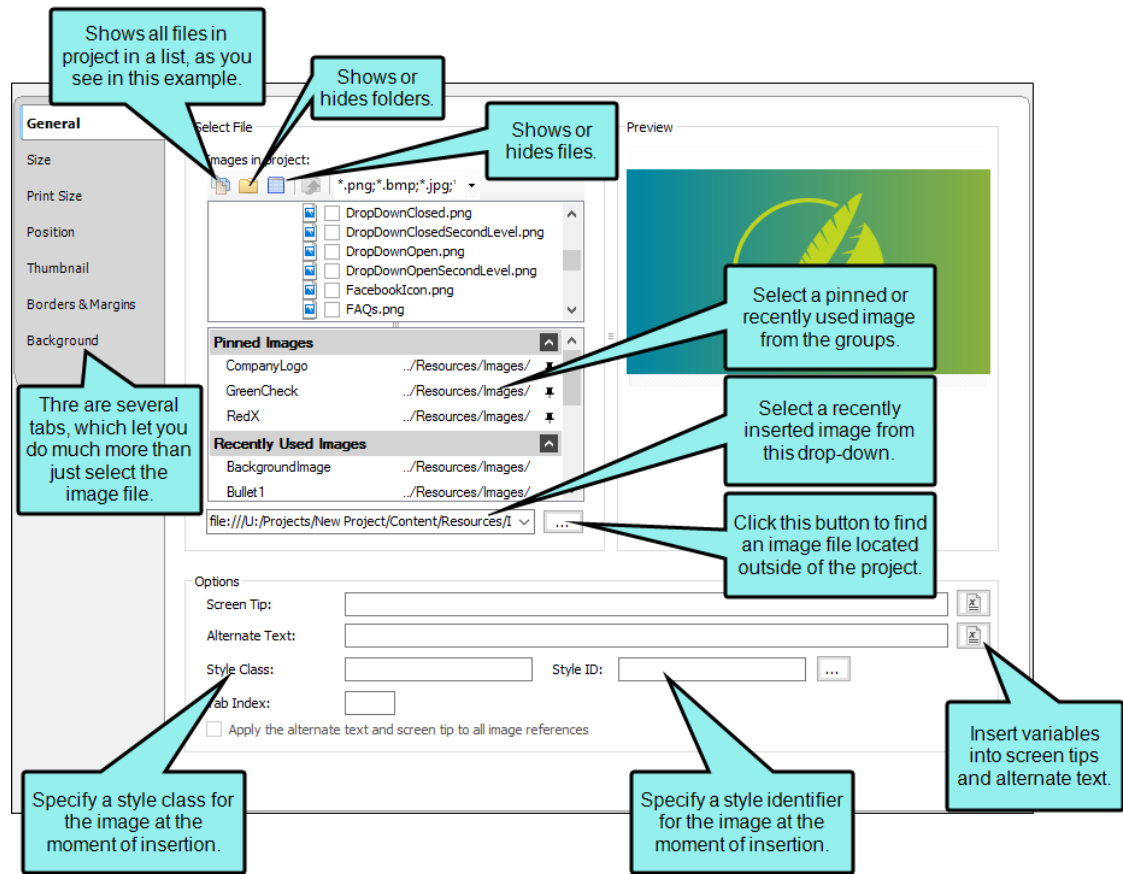 Shows all files in
project in a list, as you
see in this example.
Shows or
hides folders.
Shows or
hides files.
General
Size
Print Size
Position
Thumbnail
Borders & Margins
Background
Thre are several
tabs, which let you
do much more than
just select the
image file.
Select File
Images in project:
*.png;*.bmp;*.jpg;
DropDownClosed.png
DropDownClosedSecondLevel.png
DropDownOpen.png
DropDownOpenSecondLevel.png
FacebookIcon.png
FAQs.png
Pinned Images
CompanyLogo ../Resources/Images/
GreenCheck ../Resources/Images/
RedX ../Resources/Images/
Recently Used Images
BackgroundImage ../Resources/Images/
Bullet1 ../Resources/Images/
file:///U:/Projects/New Project/Content/Resources/I
...
Preview
Select a pinned or
recently used image
from the groups.
Select a recently
inserted image from
this drop-down.
Click this button to find
an image file located
outside of the project.
Options
Screen Tip:
Alternate Text:
Style Class:
Style ID:
...
Tab Index:
Apply the alternate text and screen tip to all image references
Insert variables
into screen tips
and alternate text.
Specify a style class for
the image at the
moment of insertion.
Specify a style identifier
for the image at the
moment of insertion.